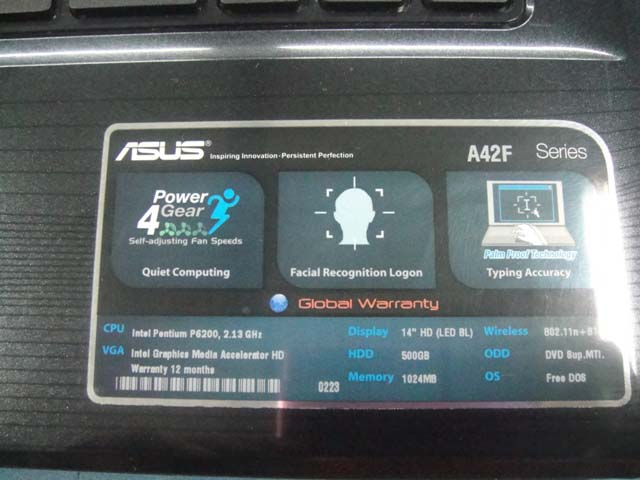 ASUS® Inspiring Innovation · Persistent Perfection A42F Series
Power
4 Gear
Self-adjusting Fan Speeds
Quiet Computing
Facial Recognition Logon
Palm Proof Technology
Typing Accuracy
Global Warranty
CPU Intel Pentium P6200, 2.13 GHz
VGA Intel Graphics Media Accelerator HD
Warranty 12 months
0223
Display 14" HD (LED BL)
HDD 500GB
Memory 1024MB
Wireless 802.11n+
ODD DVD Sup.MTI.
OS Free DOS